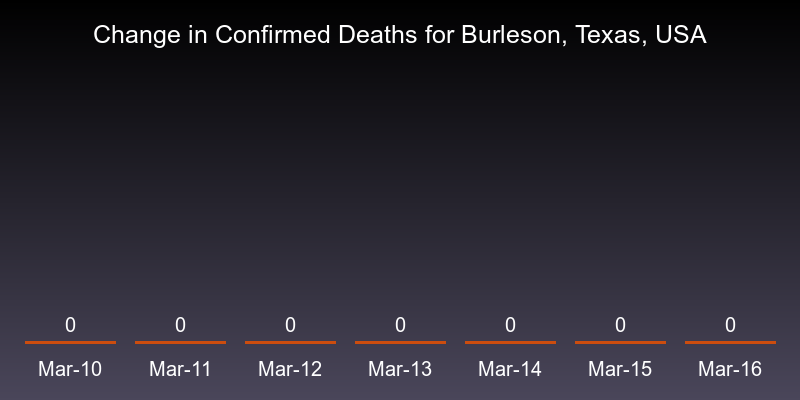 Change in Confirmed Deaths for Burleson, Texas, USA
0 0 0 0 0 0 0
Mar-10 Mar-11 Mar-12 Mar-13 Mar-14 Mar-15 Mar-16